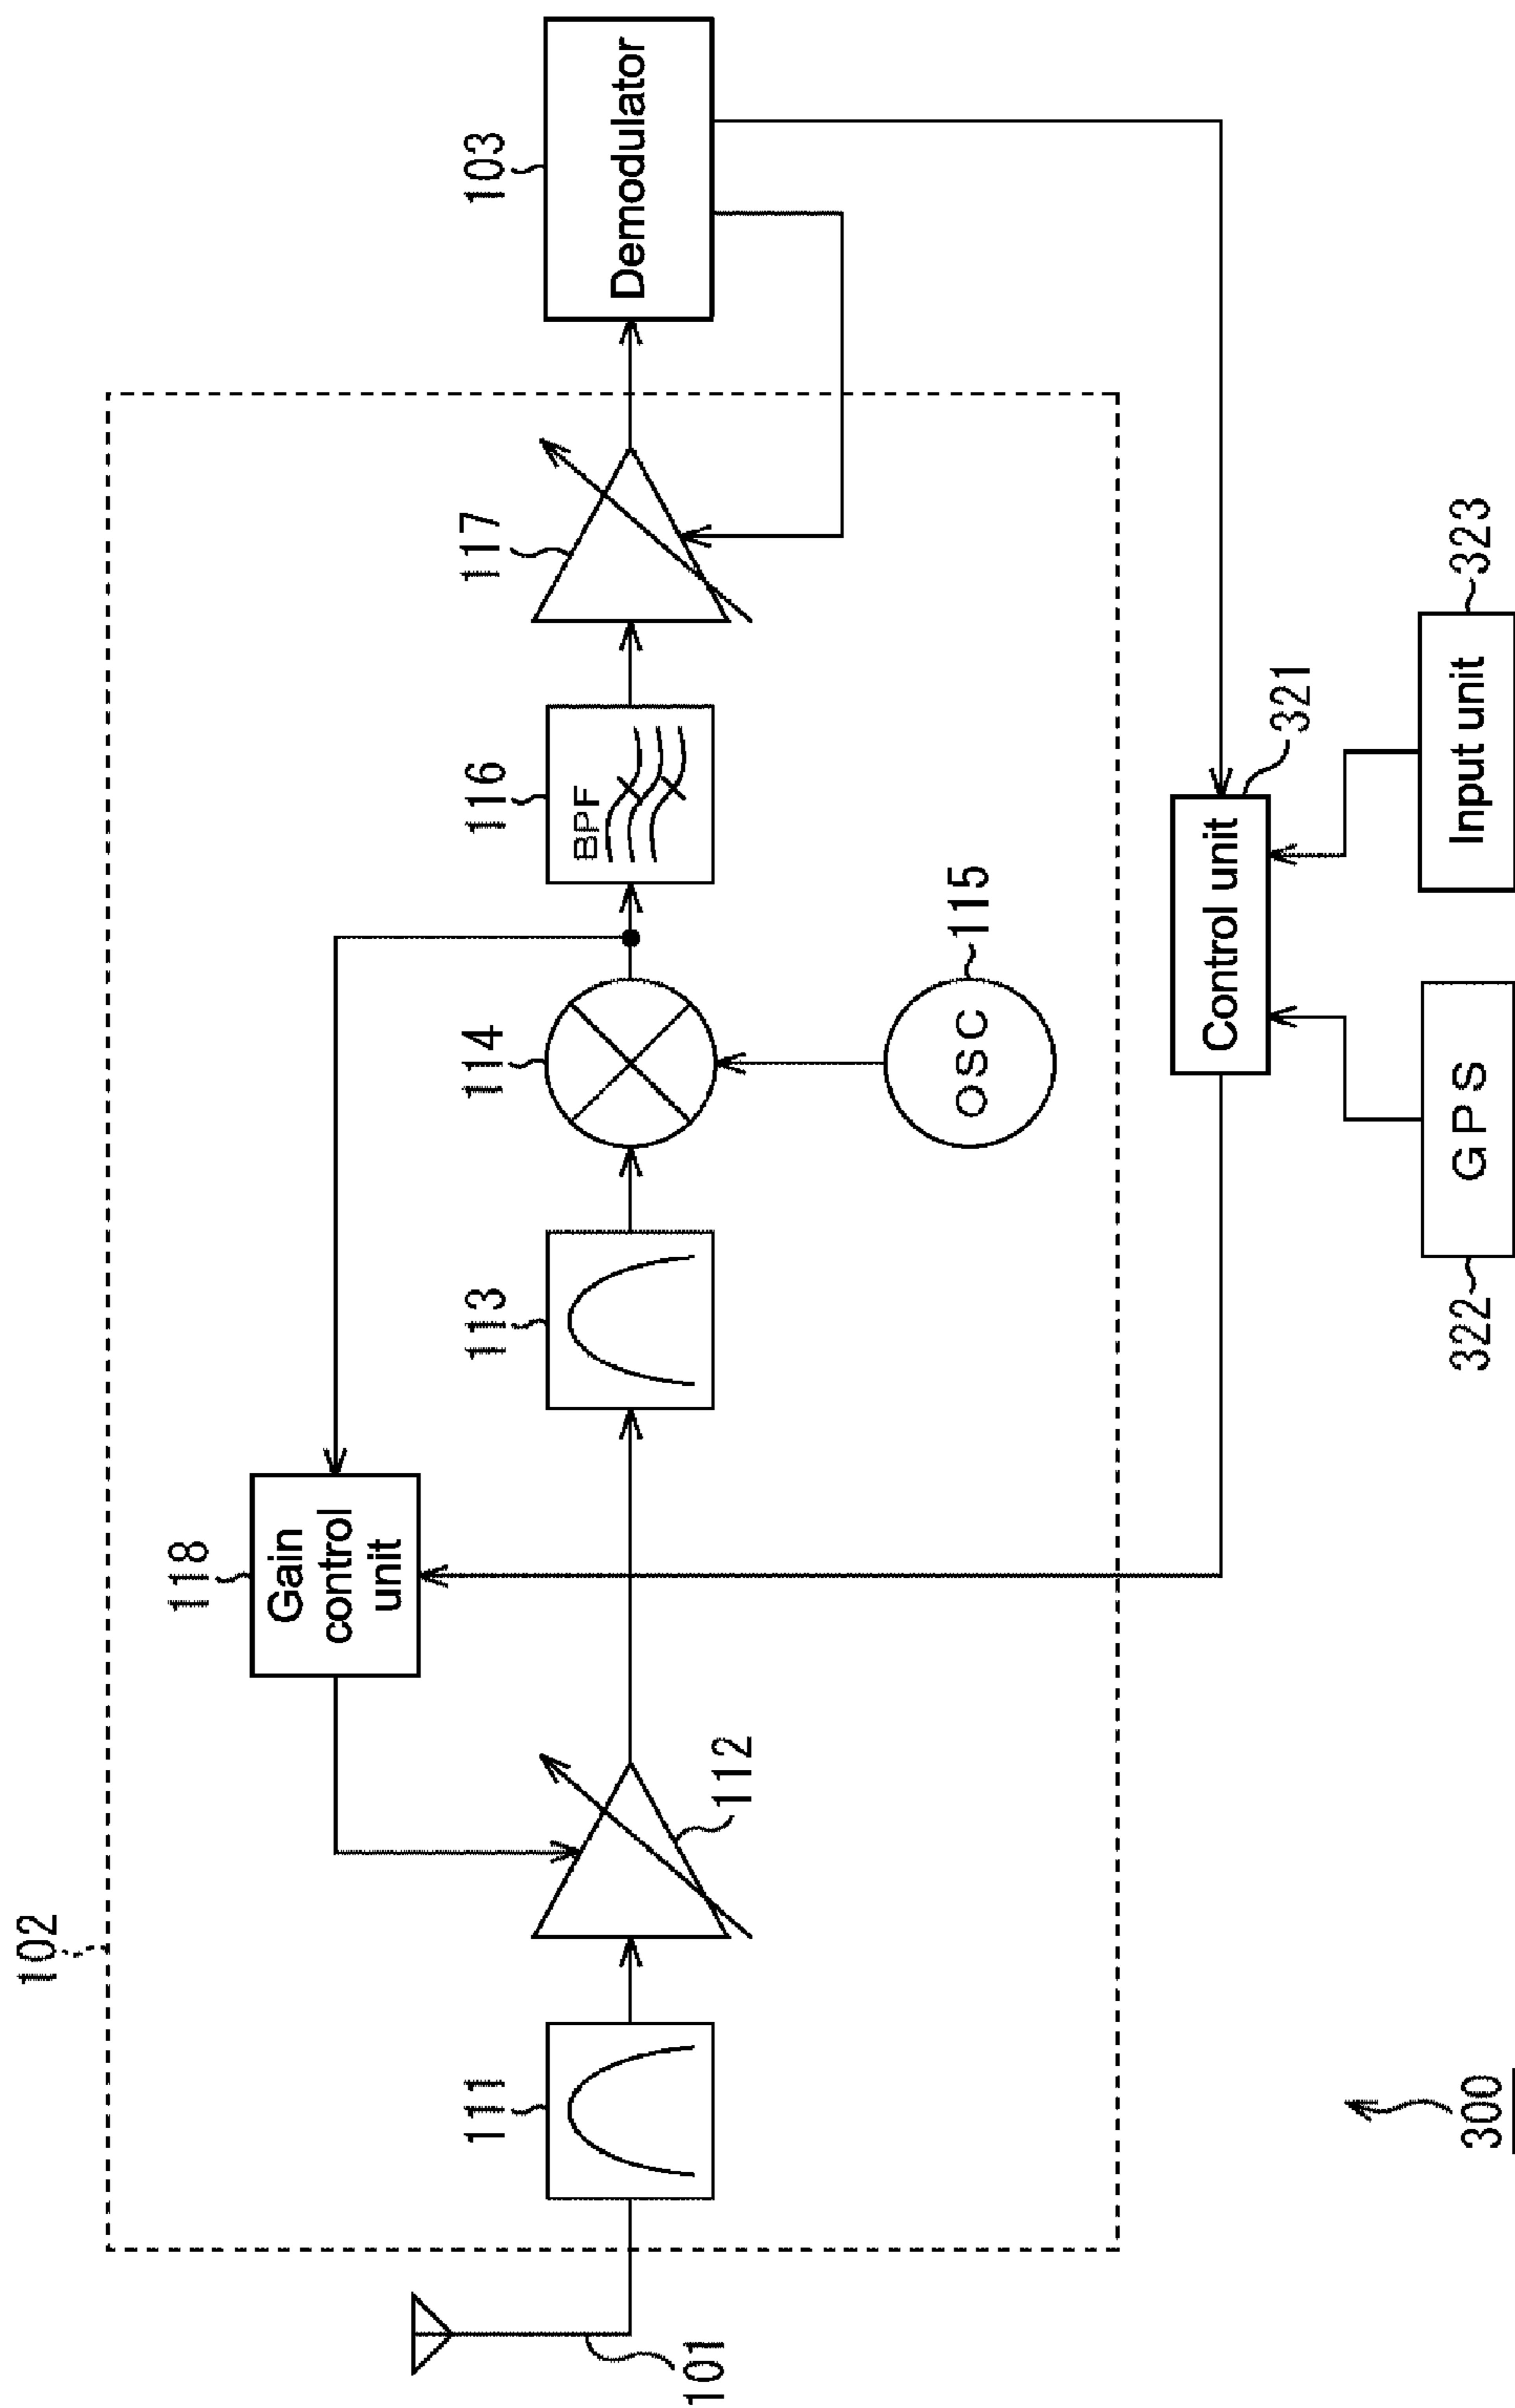 102
118
Gain
control
unit
101
111
112
113
114
116
BPF
117
103
Demodulator
OSC
115
Control unit
321
322
GPS
Input unit
323
300